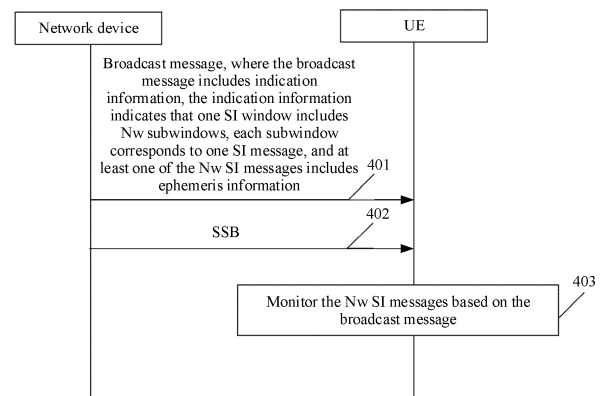 Network device
UE
Broadcast message, where the broadcast
message includes indication
information, the indication information
indicates that one SI window includes
Nw subwindows, each subwindow
corresponds to one SI message, and at
least one of the Nw SI messages includes
ephemeris information
401
402
SSB
403
Monitor the Nw SI messages based on the
broadcast message